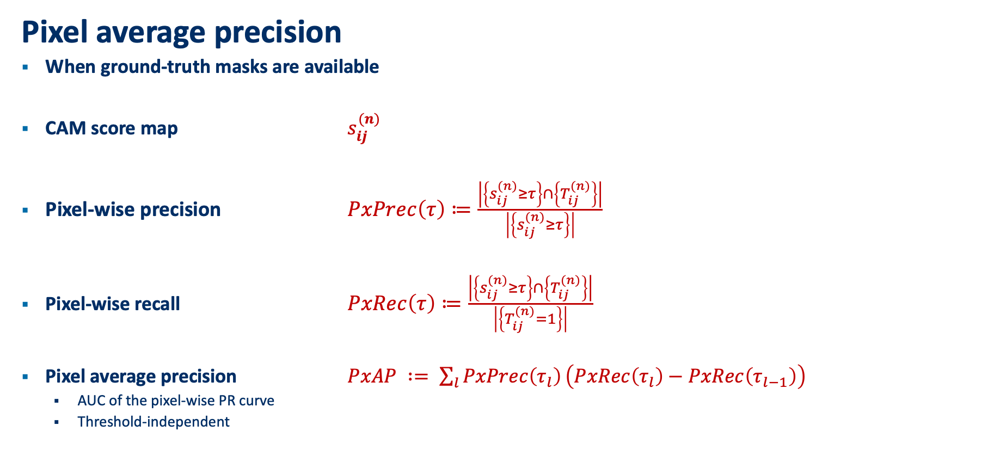 Pixel average precision
▪ When ground-truth masks are available
▪ CAM score map $s_{ij}^{(n)}$
▪ Pixel-wise precision $PxPrec(\tau) := \frac{\left|\left\{s_{ij}^{(n)} \geq \tau\right\} \cap \left\{T_{ij}^{(n)}\right\}\right|}{\left|\left\{s_{ij}^{(n)} \geq \tau\right\}\right|}$
▪ Pixel-wise recall $PxRec(\tau) := \frac{\left|\left\{s_{ij}^{(n)} \geq \tau\right\} \cap \left\{T_{ij}^{(n)}\right\}\right|}{\left|\left\{T_{ij}^{(n)} = 1\right\}\right|}$
▪ Pixel average precision $PxAP := \sum_l PxPrec(\tau_l) \left(PxRec(\tau_l) - PxRec(\tau_{l-1})\right)$
▪ AUC of the pixel-wise PR curve
▪ Threshold-independent